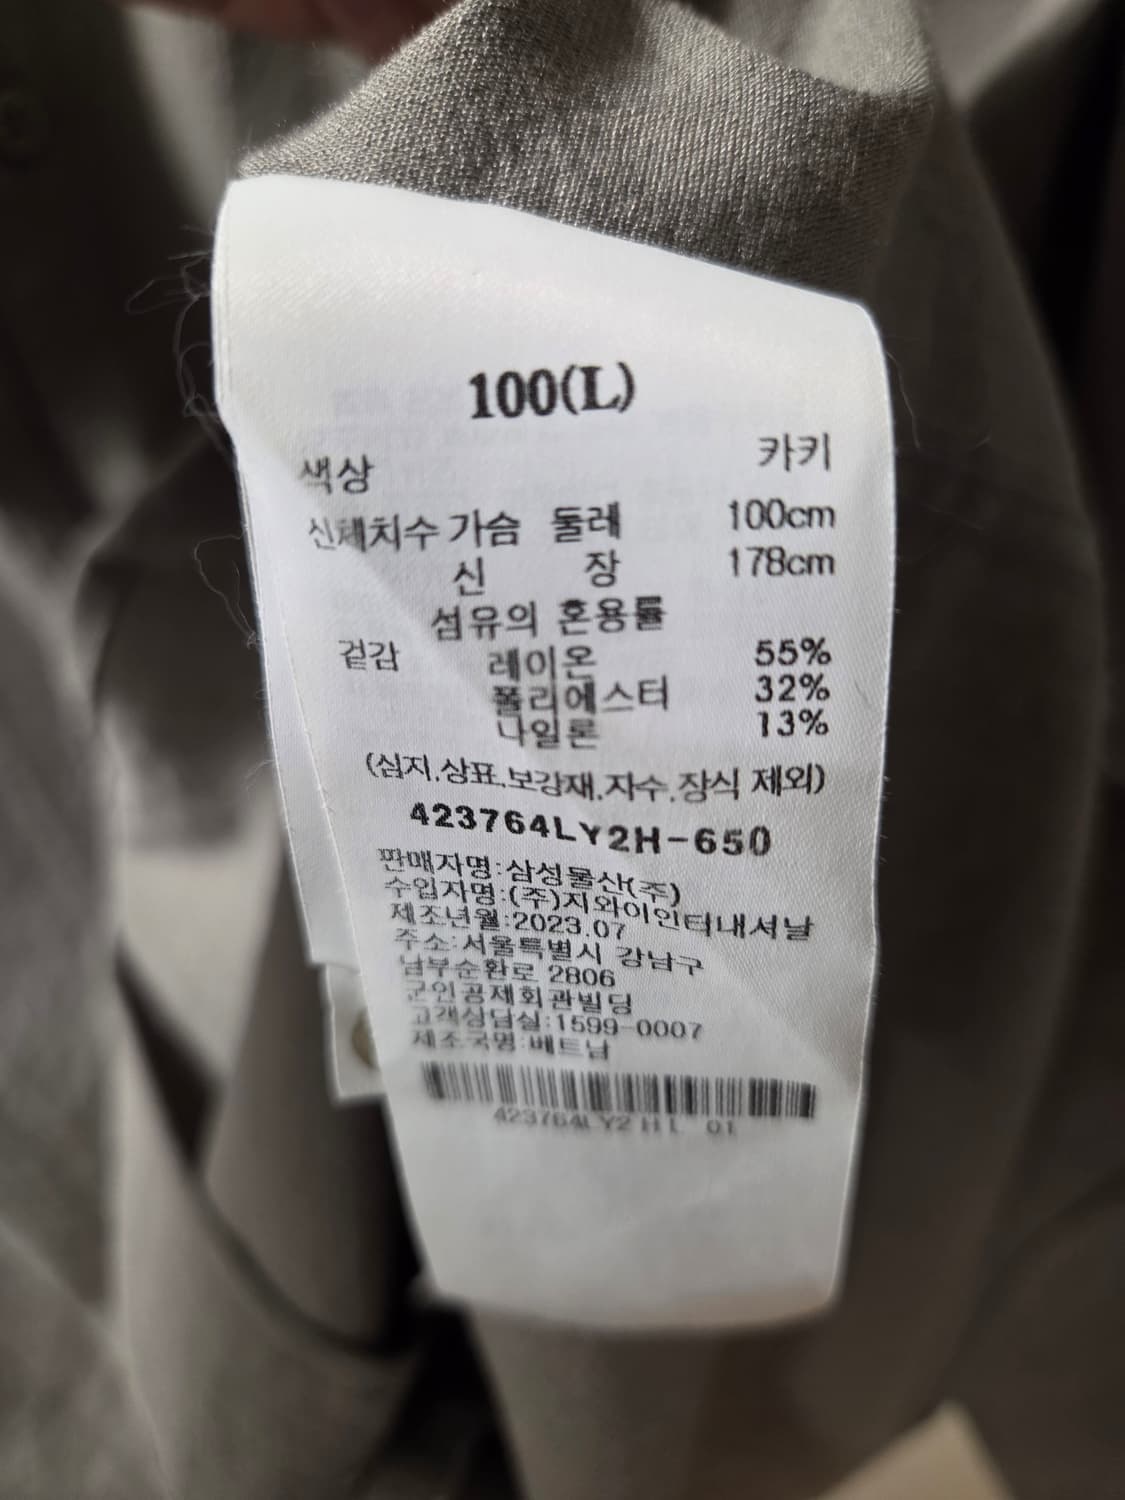 100(L)
색상 카키
신체치수 가슴 둘레 100cm
신 장 178cm
섬유의 혼용률
겉감 레이온 55%
폴리에스터 32%
나일론 13%
(심지,상표,보강재,자수,장식 제외)
423764LY2H-650
판매자명:삼성물산(주)
수입자명:(주)지와이인터내셔날
제조년월:2023.07
주소:서울특별시 강남구
남부순환로 2806
군인공제회관빌딩
고객상담실:1599-0007
제조국명:베트남
423764LY2 H L 01